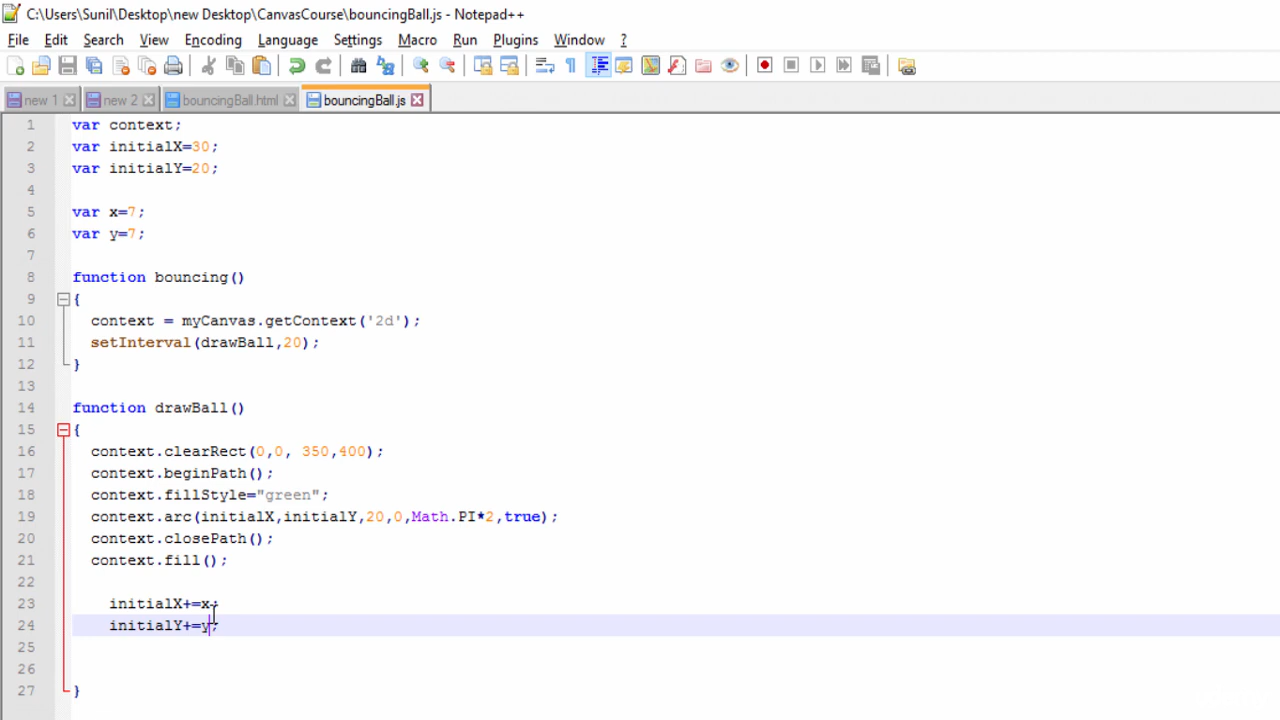 C:\Users\Sunil\Desktop\new Desktop\CanvasCourse\bouncingBall.js - Notepad++
File Edit Search View Encoding Language Settings Macro Run Plugins Window ?
new 1 new 2 bouncingBall.html bouncingBall.js
1 var context;
2 var initialX=30;
3 var initialY=20;
4
5 var x=7;
6 var y=7;
7
8 function bouncing()
9 {
10 context = myCanvas.getContext('2d');
11 setInterval(drawBall,20);
12 }
13
14 function drawBall()
15 {
16 context.clearRect(0,0, 350,400);
17 context.beginPath();
18 context.fillStyle="green";
19 context.arc(initialX,initialY,20,0,Math.PI*2,true);
20 context.closePath();
21 context.fill();
22
23 initialX+=x;
24 initialY+=y;
25
26
27 }